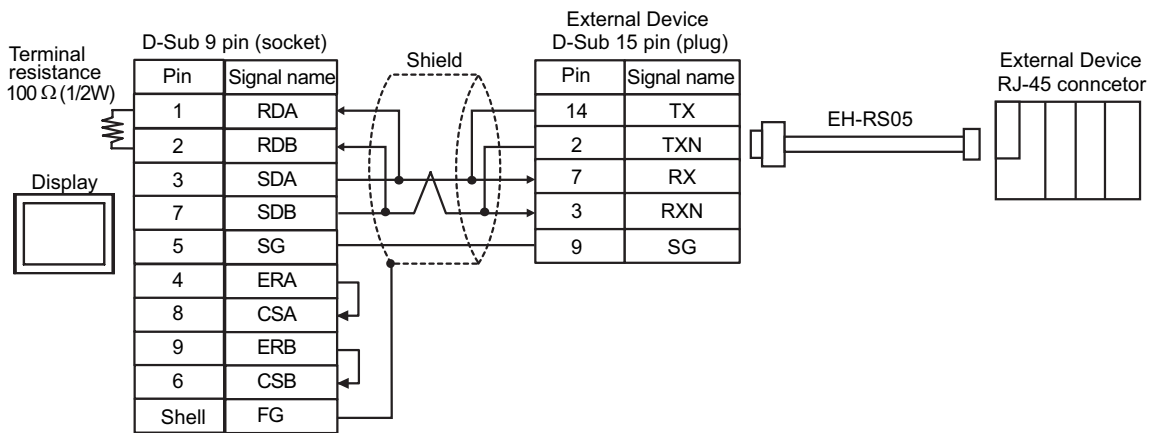 Terminal
resistance
100 Ω (1/2W)
Display
D-Sub 9 pin (socket)
Pin Signal name
1 RDA
2 RDB
3 SDA
7 SDB
5 SG
4 ERA
8 CSA
9 ERB
6 CSB
Shell FG
Shield
External Device
D-Sub 15 pin (plug)
Pin Signal name
14 TX
2 TXN
7 RX
3 RXN
9 SG
EH-RS05
External Device
RJ-45 conncetor